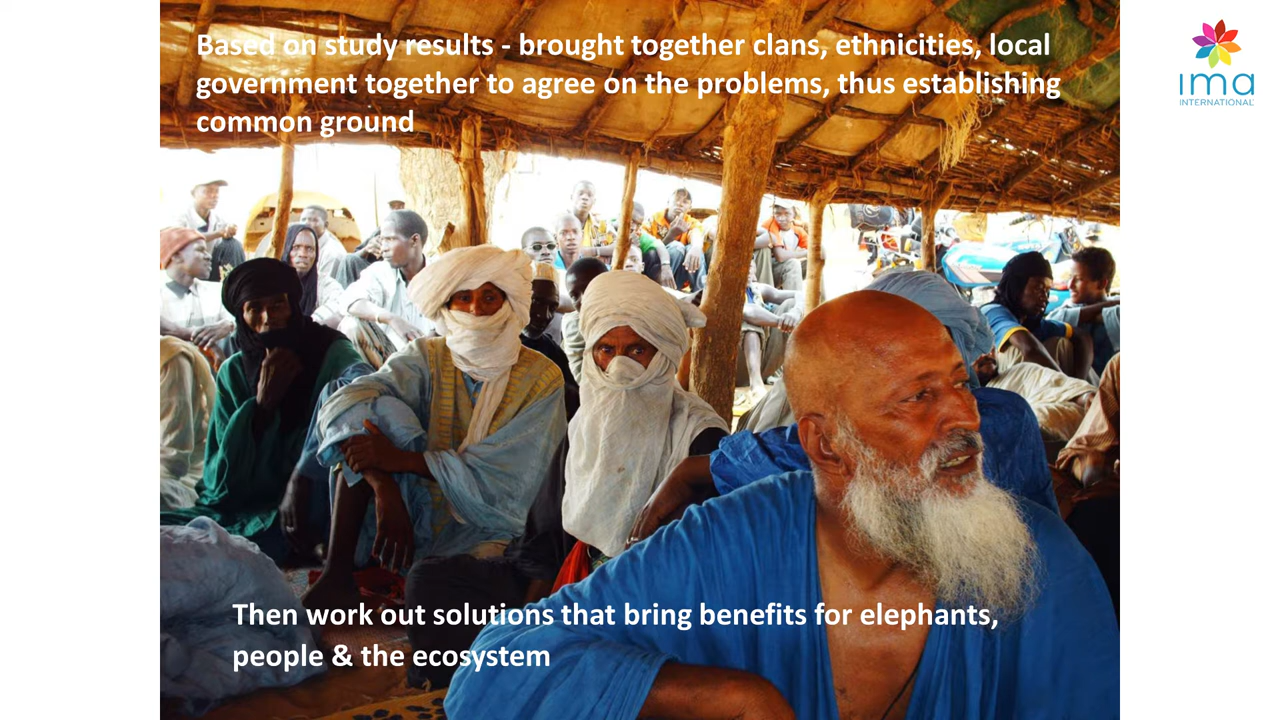 Based on study results - brought together clans, ethnicities, local
government together to agree on the problems, thus establishing
common ground
ima
INTERNATIONAL
Then work out solutions that bring benefits for elephants,
people & the ecosystem